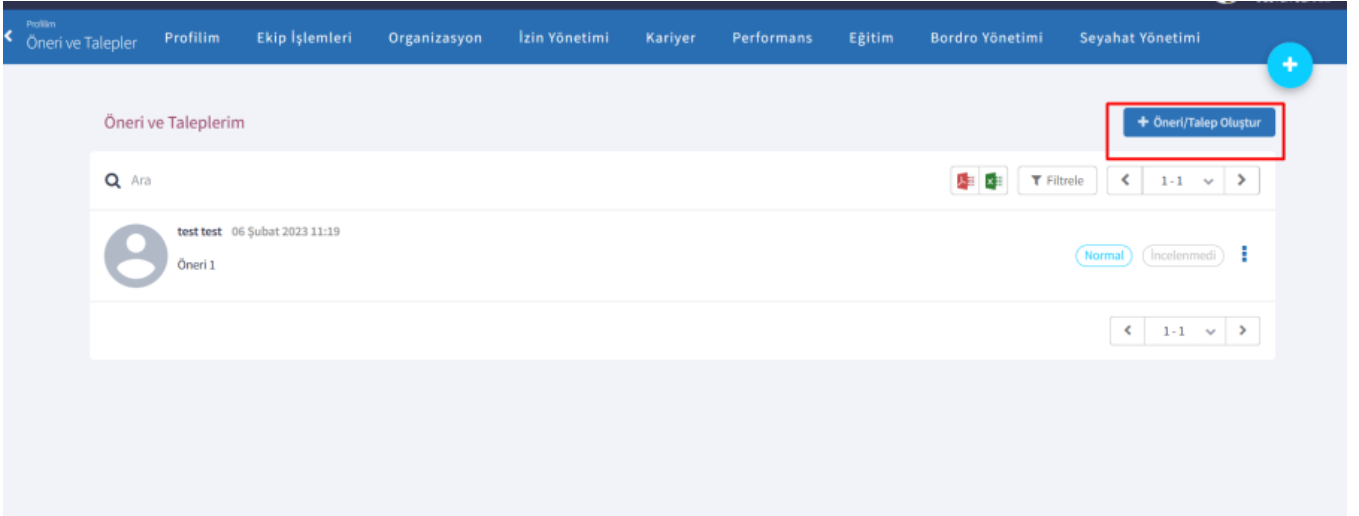 Profilim
Öneri ve Talepler Profilim Ekip İşlemleri Organizasyon İzin Yönetimi Kariyer Performans Eğitim Bordro Yönetimi Seyahat Yönetimi
Öneri ve Taleplerim
+ Öneri/Talep Oluştur
Ara
Filtrele
1-1
test test 06 Şubat 2023 11:19
Öneri 1
Normal İncelenmedi
1-1